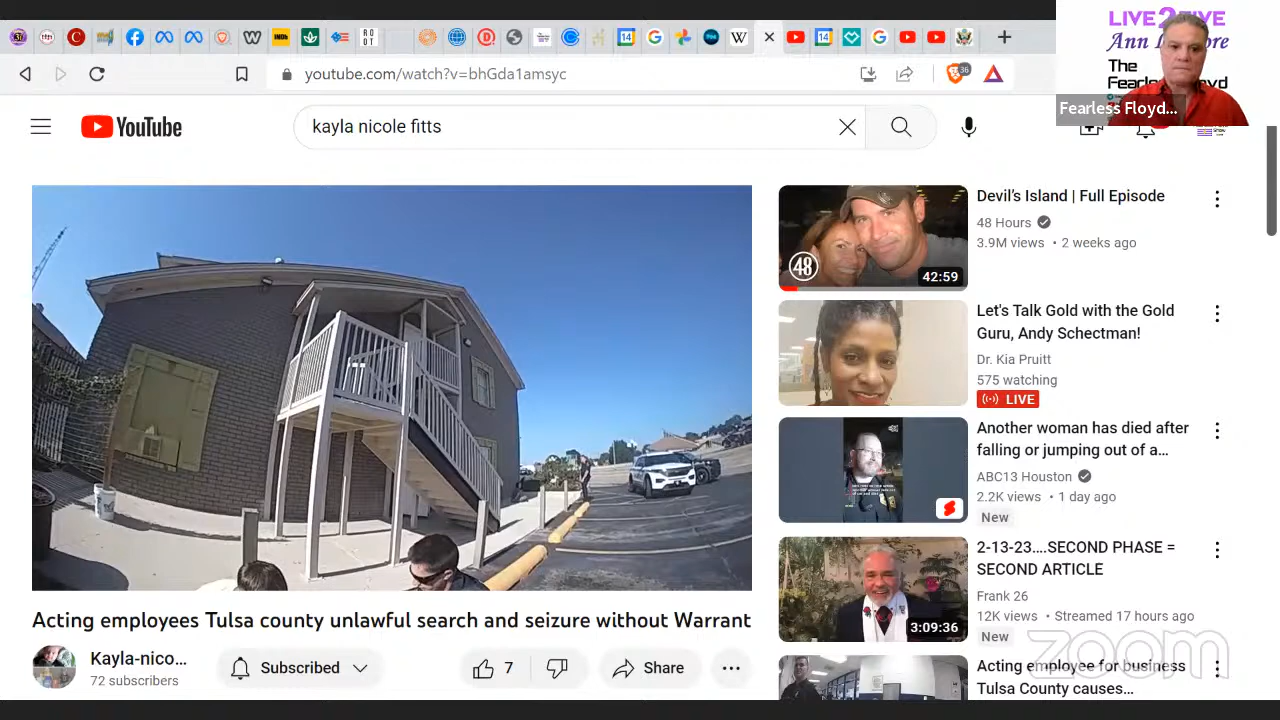 LIVE2FIVE
The
Fearless Floyd...
youtube.com/watch?v=bhGda1amsyc
36
YouTube
kayla nicole fitts
Devil's Island | Full Episode
48 Hours
3.9M views • 2 weeks ago
48
42:59
Let's Talk Gold with the Gold
Guru, Andy Schectman!
Dr. Kia Pruitt
575 watching
LIVE
Another woman has died after
falling or jumping out of a...
ABC13 Houston
2.2K views • 1 day ago
New
2-13-23....SECOND PHASE =
SECOND ARTICLE
Frank 26
12K views • Streamed 17 hours ago
3:09:36
New
Acting employee for business
Tulsa County causes...
Acting employees Tulsa county unlawful search and seizure without Warrant
Kayla-nico...
72 subscribers
Subscribed
7
Share
zoom